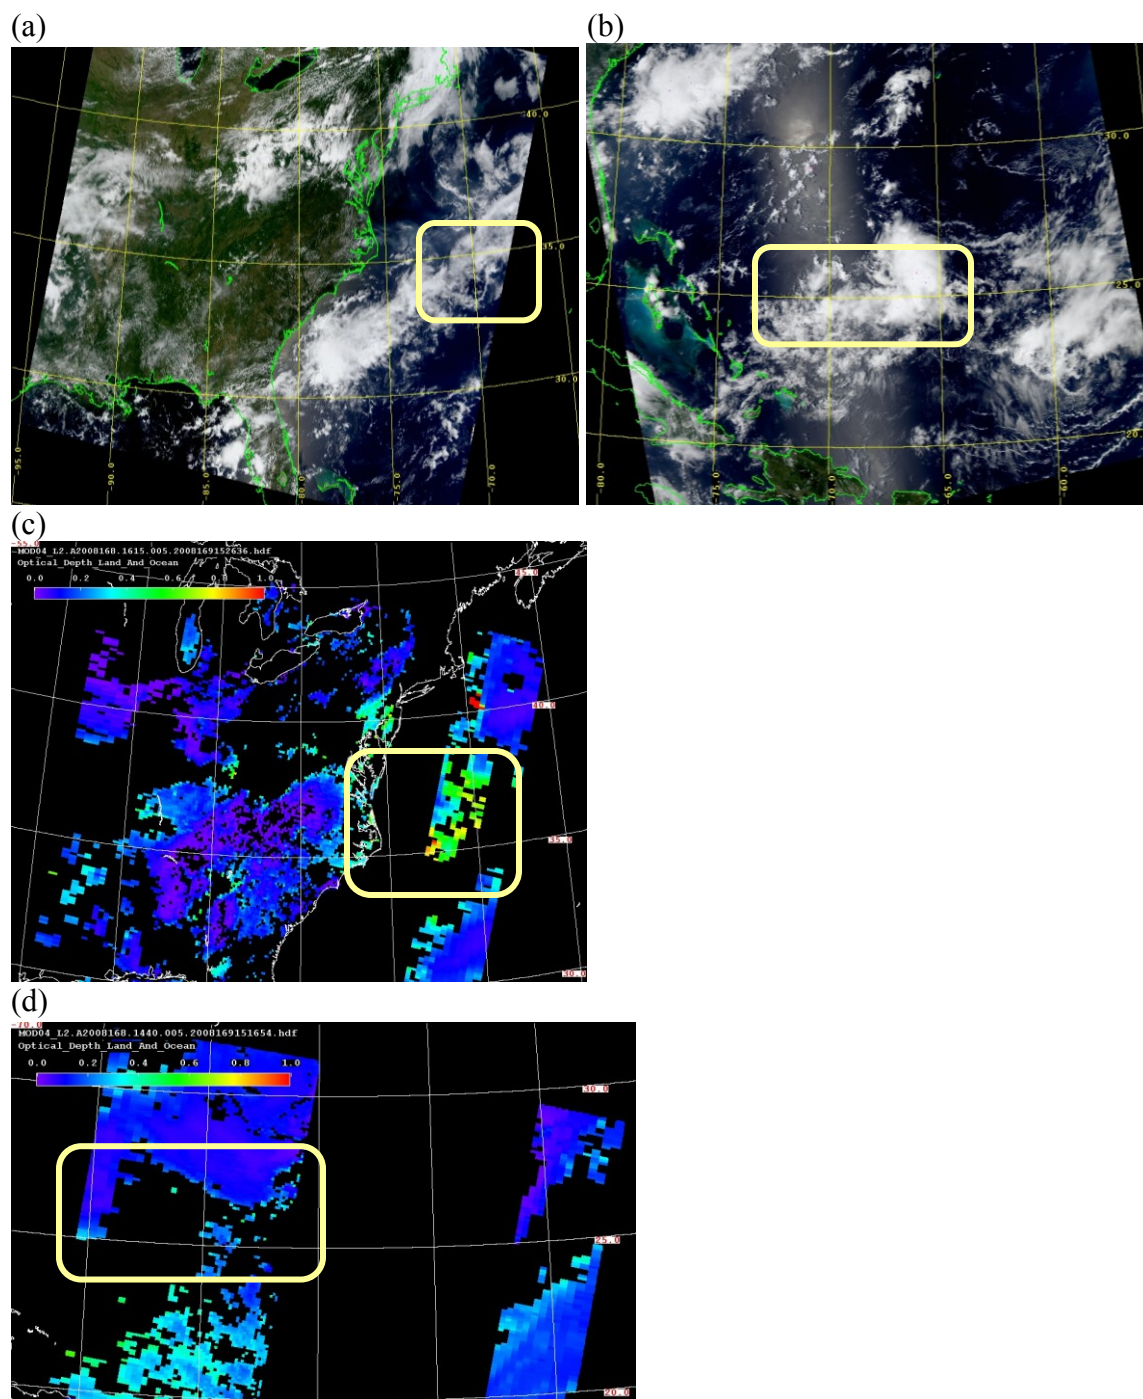 (a)
(b)
40.0
35.0
30.0
-95.0
-90.0
-85.0
-80.0
-75.0
-70.0
30.0
25.0
20
-80.0
-75.0
-70.0
-65.0
-60.0
(c)
-55.0
MOD04_L2.A2008168.1615.005.2008169152636.hdf
Optical_Depth_Land_And_Ocean
0.0 0.2 0.4 0.6 0.8 1.0
45.0
40.0
35.0
30.0
(d)
-70.0
MOD04_L2.A2008168.1440.005.2008169151654.hdf
Optical_Depth_Land_And_Ocean
0.0 0.2 0.4 0.6 0.8 1.0
30.0
25.0
20.0